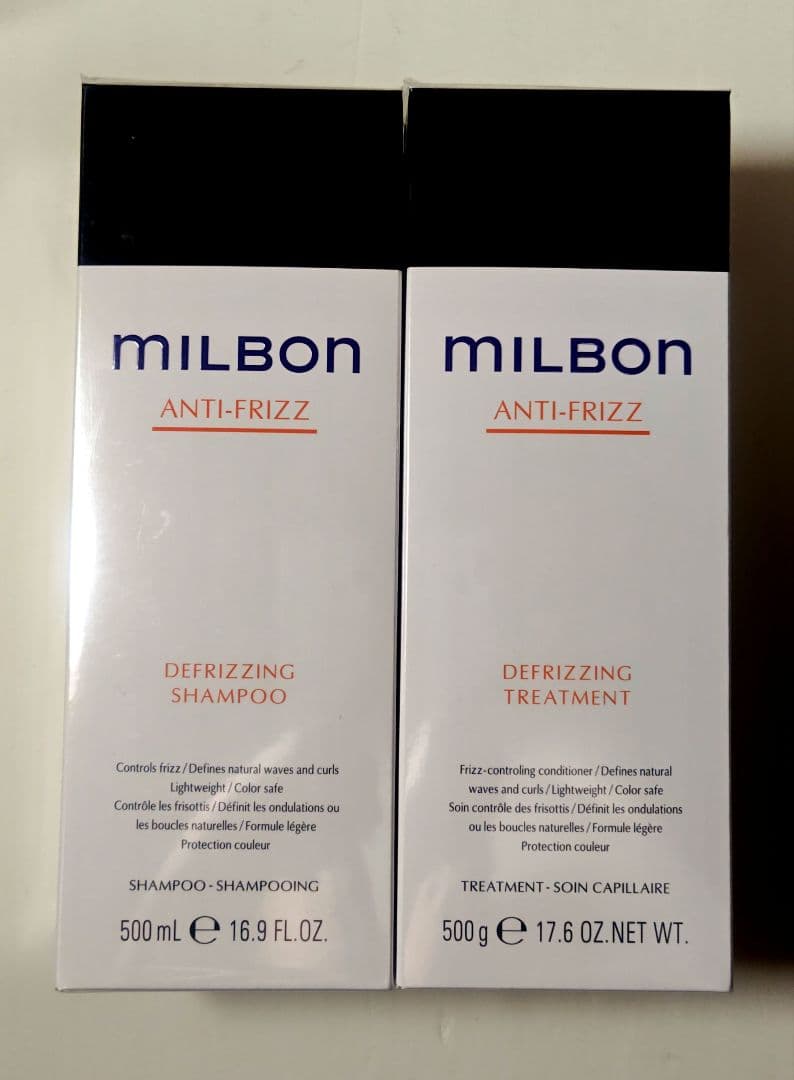 MILBON
ANTI-FRIZZ
DEFRIZZING
SHAMPOO
Controls frizz / Defines natural waves and curls
Lightweight / Color safe
Contrôle les frisottis / Définit les ondulations ou
les boucles naturelles / Formule légère
Protection couleur
SHAMPOO - SHAMPOOING
500 mL ℮ 16.9 FL.OZ.
MILBON
ANTI-FRIZZ
DEFRIZZING
TREATMENT
Frizz-controling conditioner / Defines natural
waves and curls / Lightweight / Color safe
Soin contrôle des frisottis / Définit les ondulations
ou les boucles naturelles / Formule légère
Protection couleur
TREATMENT - SOIN CAPILLAIRE
500 g ℮ 17.6 OZ.NET WT.